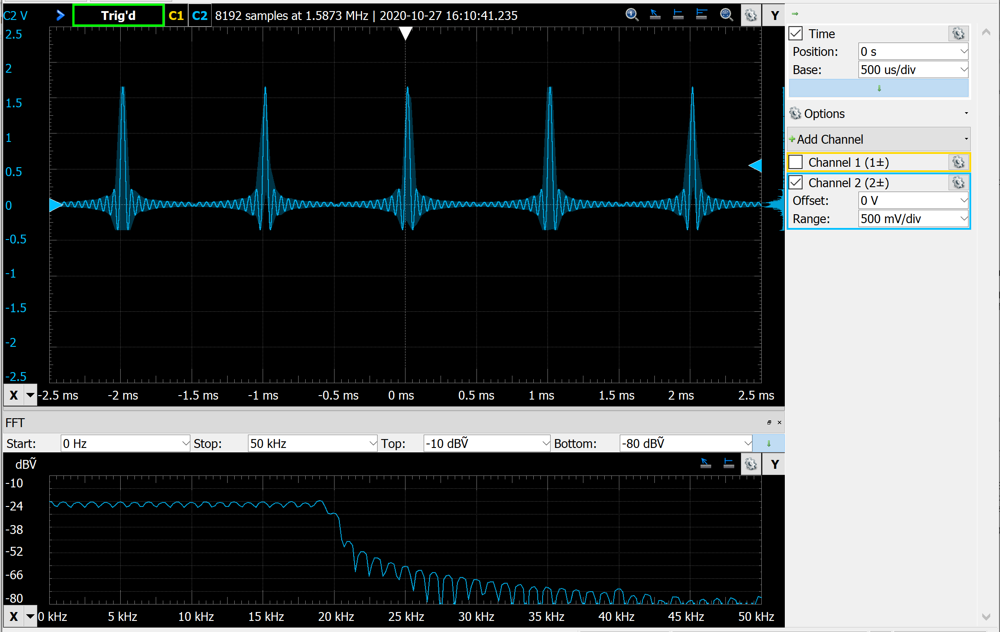 C2 V Trig'd C1 C2 8192 samples at 1.5873 MHz | 2020-10-27 16:10:41.235 Y
2.5
2
1.5
1
0.5
0
-0.5
-1
-1.5
-2
-2.5
X -2.5 ms -2 ms -1.5 ms -1 ms -0.5 ms 0 ms 0.5 ms 1 ms 1.5 ms 2 ms 2.5 ms
Time
Position: 0 s
Base: 500 us/div
Options
Add Channel
Channel 1 (1±)
Channel 2 (2±)
Offset: 0 V
Range: 500 mV/div
FFT
Start: 0 Hz Stop: 50 kHz Top: -10 dBṼ Bottom: -80 dBṼ
dBṼ Y
-10
-24
-38
-52
-66
-80
X 0 kHz 5 kHz 10 kHz 15 kHz 20 kHz 25 kHz 30 kHz 35 kHz 40 kHz 45 kHz 50 kHz